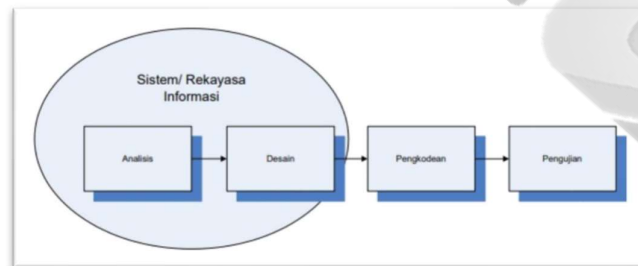 Sistem/ Rekayasa
Informasi
Analisis
Desain
Pengkodean
Pengujian